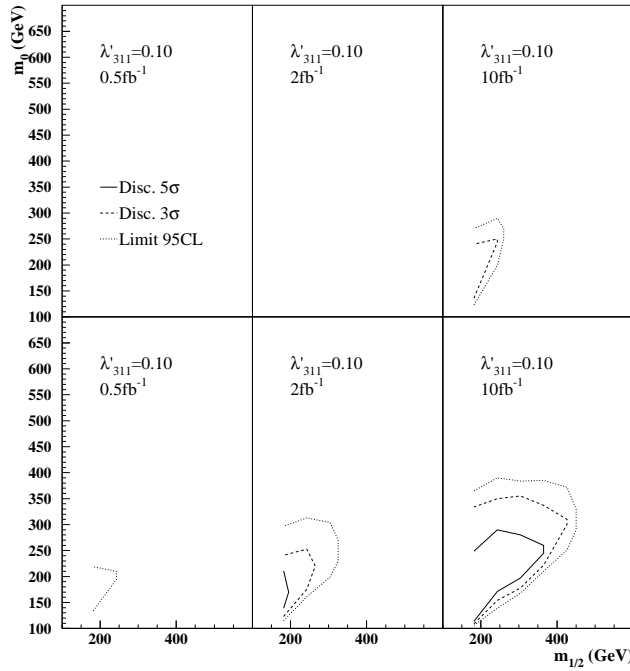 m₀ (GeV)
650
600
550
500
450
400
350
300
250
200
150
100
λ'₃₁₁=0.10
0.5fb⁻¹
λ'₃₁₁=0.10
2fb⁻¹
λ'₃₁₁=0.10
10fb⁻¹
Disc. 5σ
Disc. 3σ
Limit 95CL
650
600
550
500
450
400
350
300
250
200
150
100
λ'₃₁₁=0.10
0.5fb⁻¹
λ'₃₁₁=0.10
2fb⁻¹
λ'₃₁₁=0.10
10fb⁻¹
200 400 200 400 200 400
m₁/₂ (GeV)